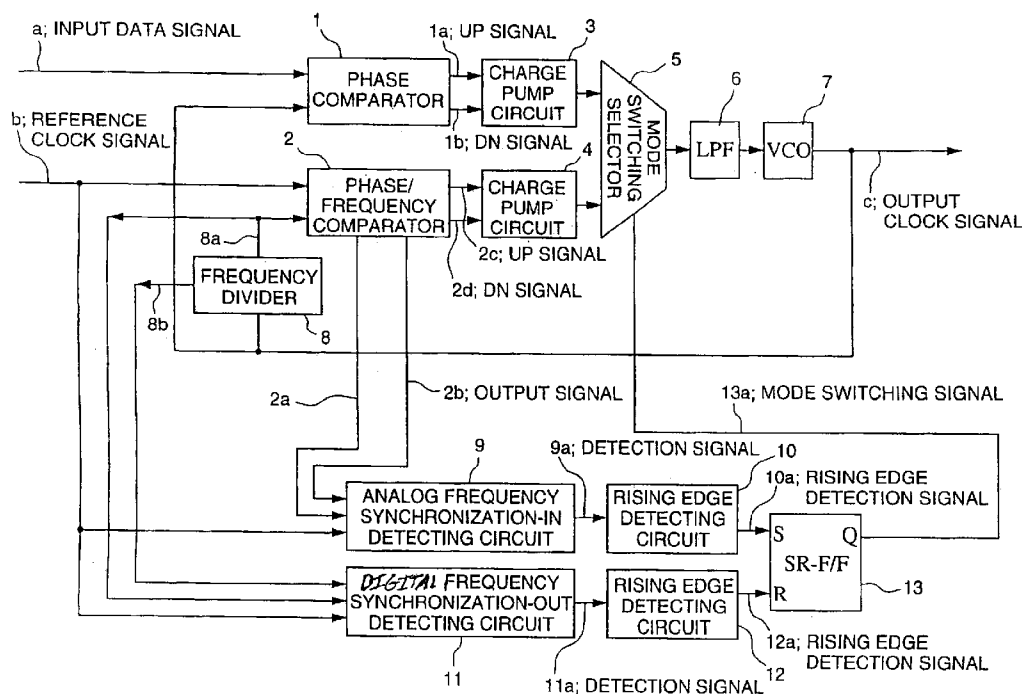 a; INPUT DATA SIGNAL
1
1a; UP SIGNAL
3
PHASE
COMPARATOR
CHARGE
PUMP
CIRCUIT
5
MODE
SWITCHING
SELECTOR
6
7
b; REFERENCE
CLOCK SIGNAL
2
1b; DN SIGNAL
4
LPF
VCO
PHASE/
FREQUENCY
COMPARATOR
CHARGE
PUMP
CIRCUIT
c; OUTPUT
CLOCK SIGNAL
8a
2c; UP SIGNAL
FREQUENCY
DIVIDER
2d; DN SIGNAL
8b
8
2a
2b; OUTPUT SIGNAL
13a; MODE SWITCHING SIGNAL
9
9a; DETECTION SIGNAL
10
10a; RISING EDGE
DETECTION SIGNAL
ANALOG FREQUENCY
SYNCHRONIZATION-IN
DETECTING CIRCUIT
RISING EDGE
DETECTING
CIRCUIT
S
Q
SR-F/F
R
13
DIGITAL FREQUENCY
SYNCHRONIZATION-OUT
DETECTING CIRCUIT
RISING EDGE
DETECTING
CIRCUIT
11
11a; DETECTION SIGNAL
12
12a; RISING EDGE
DETECTION SIGNAL